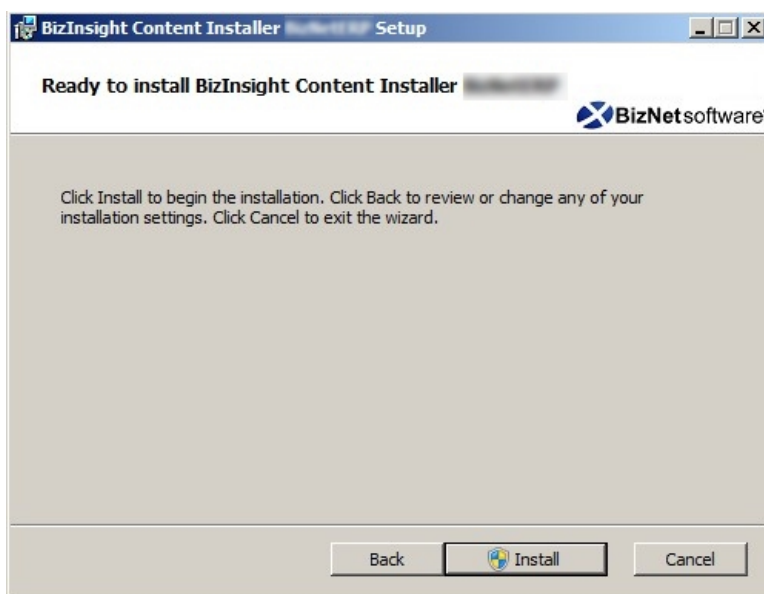 BizInsight Content Installer Setup
Ready to install BizInsight Content Installer
BizNetsoftware
Click Install to begin the installation. Click Back to review or change any of your
installation settings. Click Cancel to exit the wizard.
Back Install Cancel